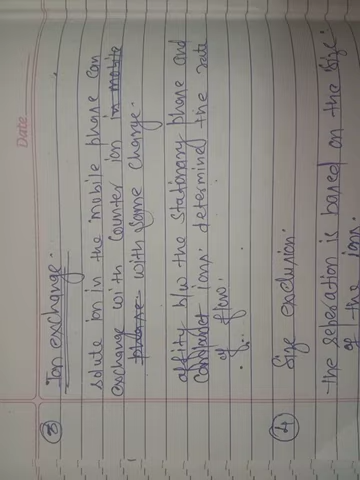 Date
③ Ion exchange.
solute ion in the mobile phase can
exchange with counter ion in mobile
phase with same charge.
affity b/w the stationary phase and
ions determined the rate
of flow.
④ Size exclusion.
The seperation is based on the 'size'
of the ions.